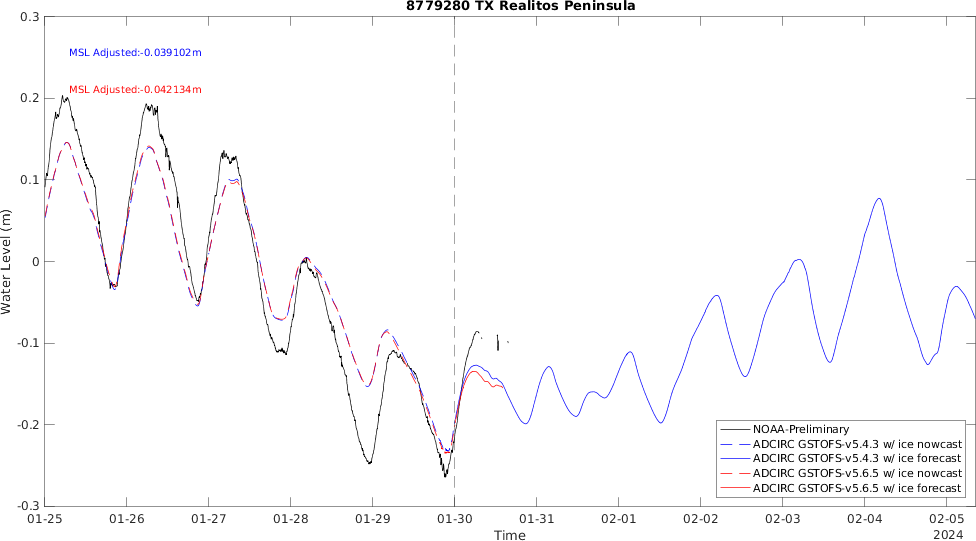 8779280 TX Realitos Peninsula
MSL Adjusted:-0.039102m
MSL Adjusted:-0.042134m
0.3
0.2
0.1
0
-0.1
-0.2
-0.3
Water Level (m)
NOAA-Preliminary
ADCIRC GSTOFS-v5.4.3 w/ ice nowcast
ADCIRC GSTOFS-v5.4.3 w/ ice forecast
ADCIRC GSTOFS-v5.6.5 w/ ice nowcast
ADCIRC GSTOFS-v5.6.5 w/ ice forecast
01-25 01-26 01-27 01-28 01-29 01-30 01-31 02-01 02-02 02-03 02-04 02-05
Time
2024